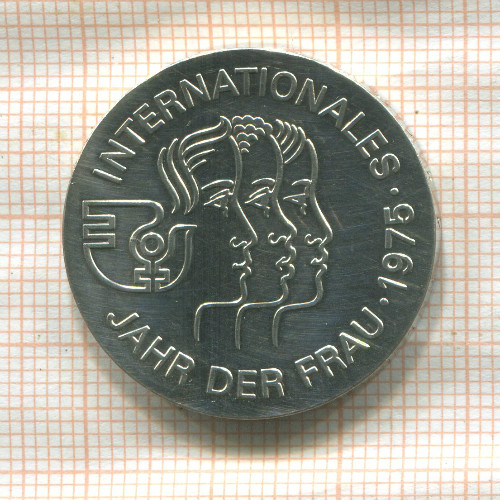 INTERNATIONALES · 1975 ·
JAHR DER FRAU